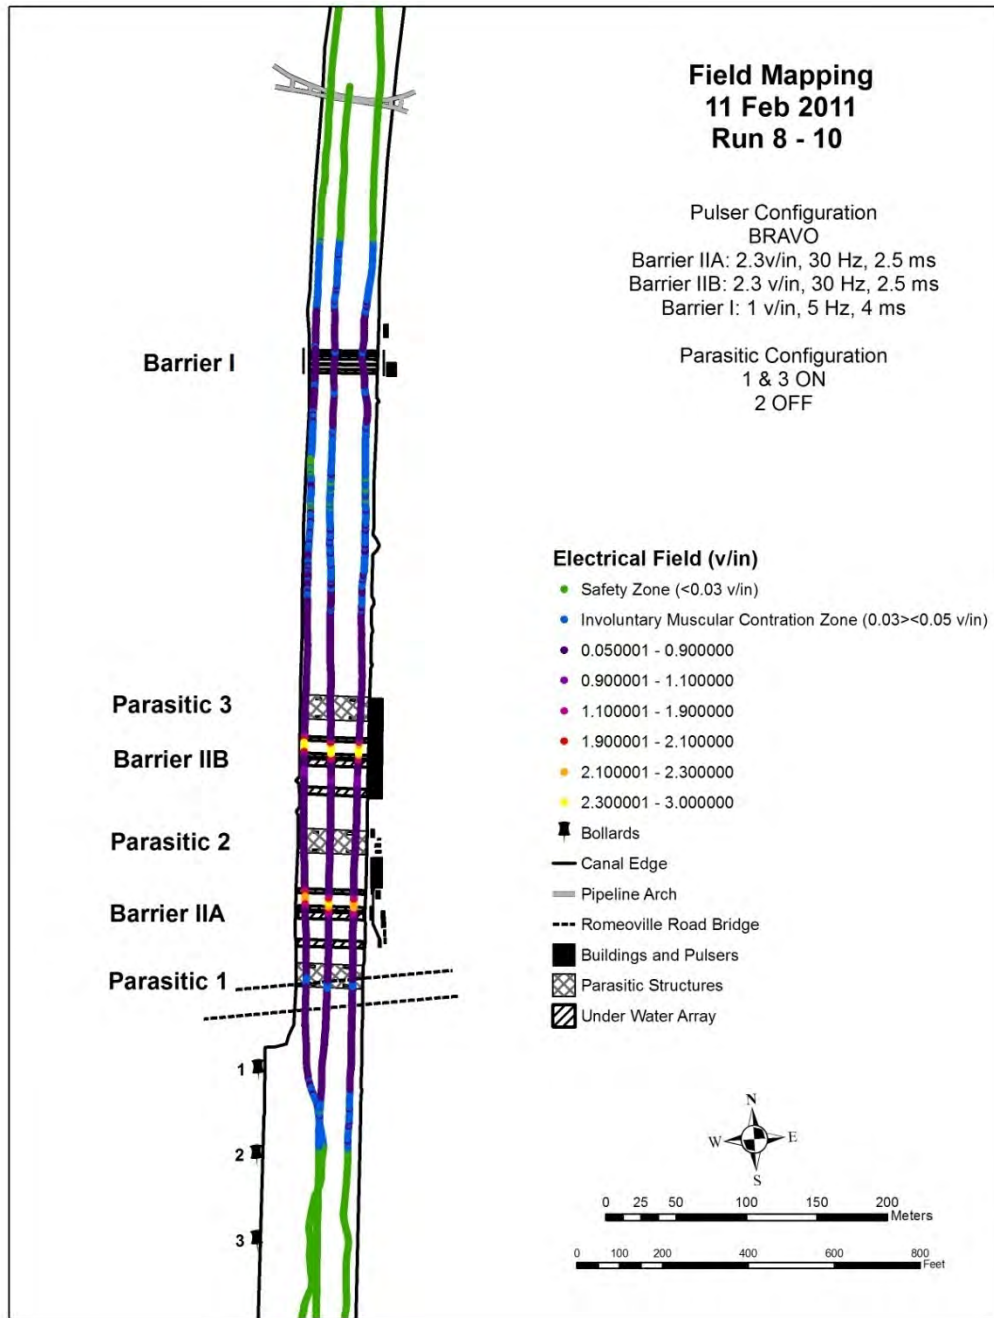 Field Mapping
11 Feb 2011
Run 8 - 10
Pulser Configuration
BRAVO
Barrier IIA: 2.3v/in, 30 Hz, 2.5 ms
Barrier IIB: 2.3 v/in, 30 Hz, 2.5 ms
Barrier I: 1 v/in, 5 Hz, 4 ms
Parasitic Configuration
1 & 3 ON
2 OFF
Barrier I
Parasitic 3
Barrier IIB
Parasitic 2
Barrier IIA
Parasitic 1
1
2
3
Electrical Field (v/in)
Safety Zone (<0.03 v/in)
Involuntary Muscular Contration Zone (0.03><0.05 v/in)
0.050001 - 0.900000
0.900001 - 1.100000
1.100001 - 1.900000
1.900001 - 2.100000
2.100001 - 2.300000
2.300001 - 3.000000
Bollards
Canal Edge
Pipeline Arch
Romeoville Road Bridge
Buildings and Pulsers
Parasitic Structures
Under Water Array
N
W E
S
0 25 50 100 150 200
Meters
0 100 200 400 600 800
Feet